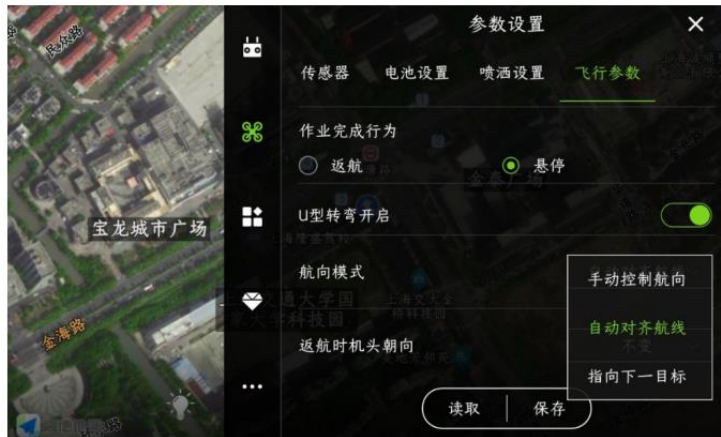 参数设置
民众路
传感器 电池设置 喷洒设置 飞行参数
作业完成行为
返航 悬停
宝龙城市广场
U型转弯开启
航向模式
手动控制航向
自动对齐航线
指向下一目标
金海路
返航时机头朝向
不变
读取 保存